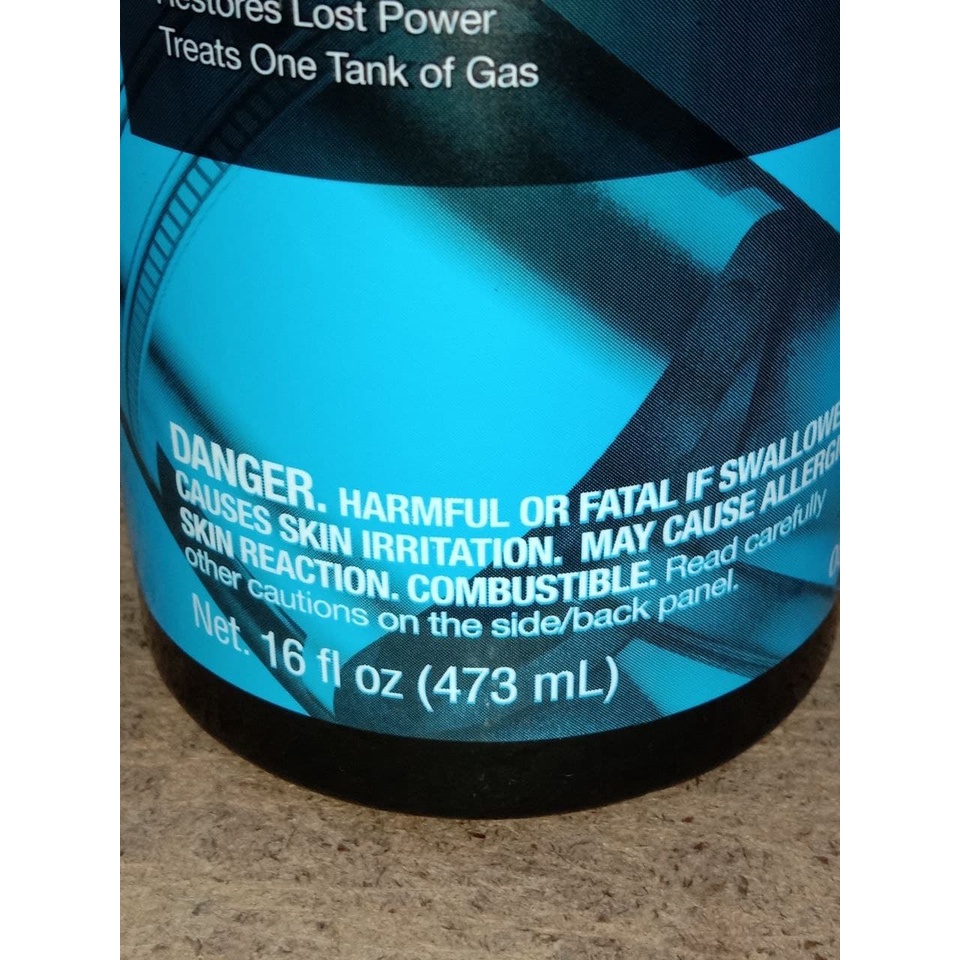 Restores Lost Power
Treats One Tank of Gas
DANGER. HARMFUL OR FATAL IF SWALLOWE
CAUSES SKIN IRRITATION. MAY CAUSE ALLERGI
SKIN REACTION. COMBUSTIBLE. Read carefully
other cautions on the side/back panel.
Net. 16 fl oz (473 mL)